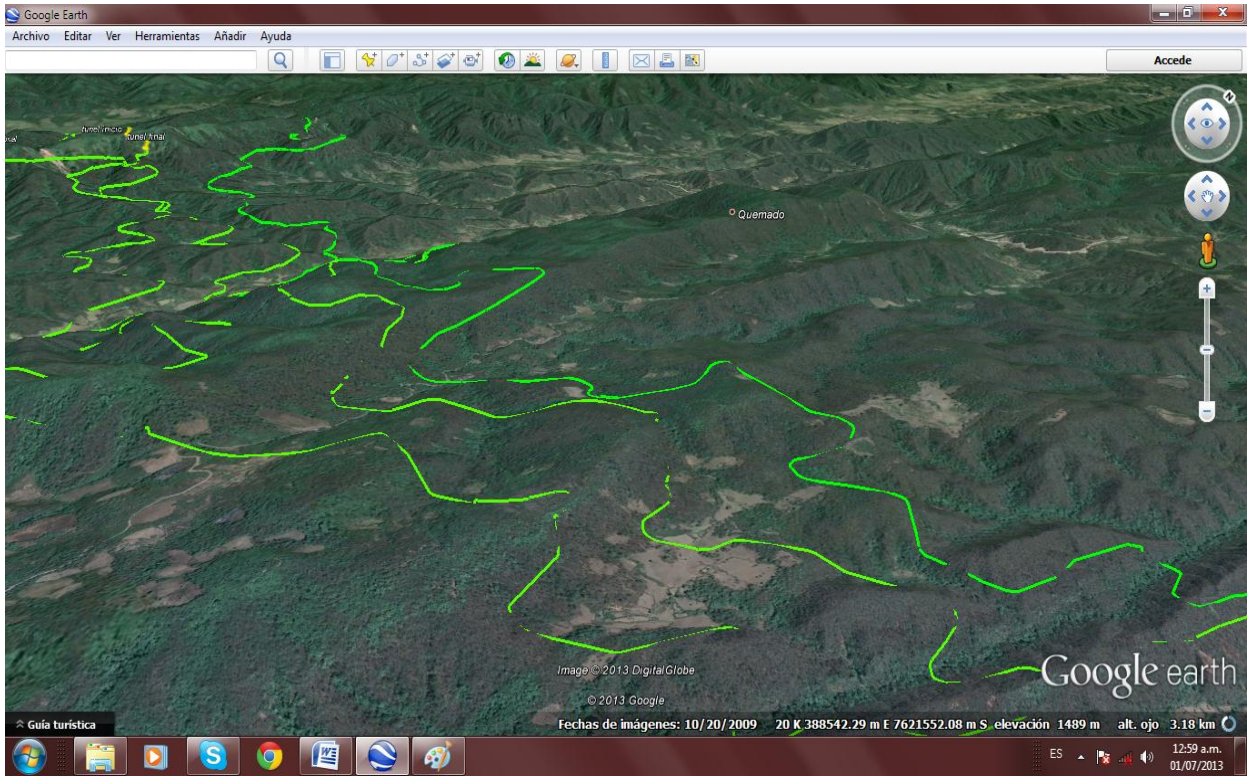 Google Earth
Archivo Editar Ver Herramientas Añadir Ayuda
Accede
N
tunel inicio
tunel final
nal
Quemado
Image © 2013 DigitalGlobe
© 2013 Google
Google earth
Guía turística
Fechas de imágenes: 10/20/2009 20 K 388542.29 m E 7621552.08 m S elevación 1489 m alt. ojo 3.18 km
ES
12:59 a.m.
01/07/2013